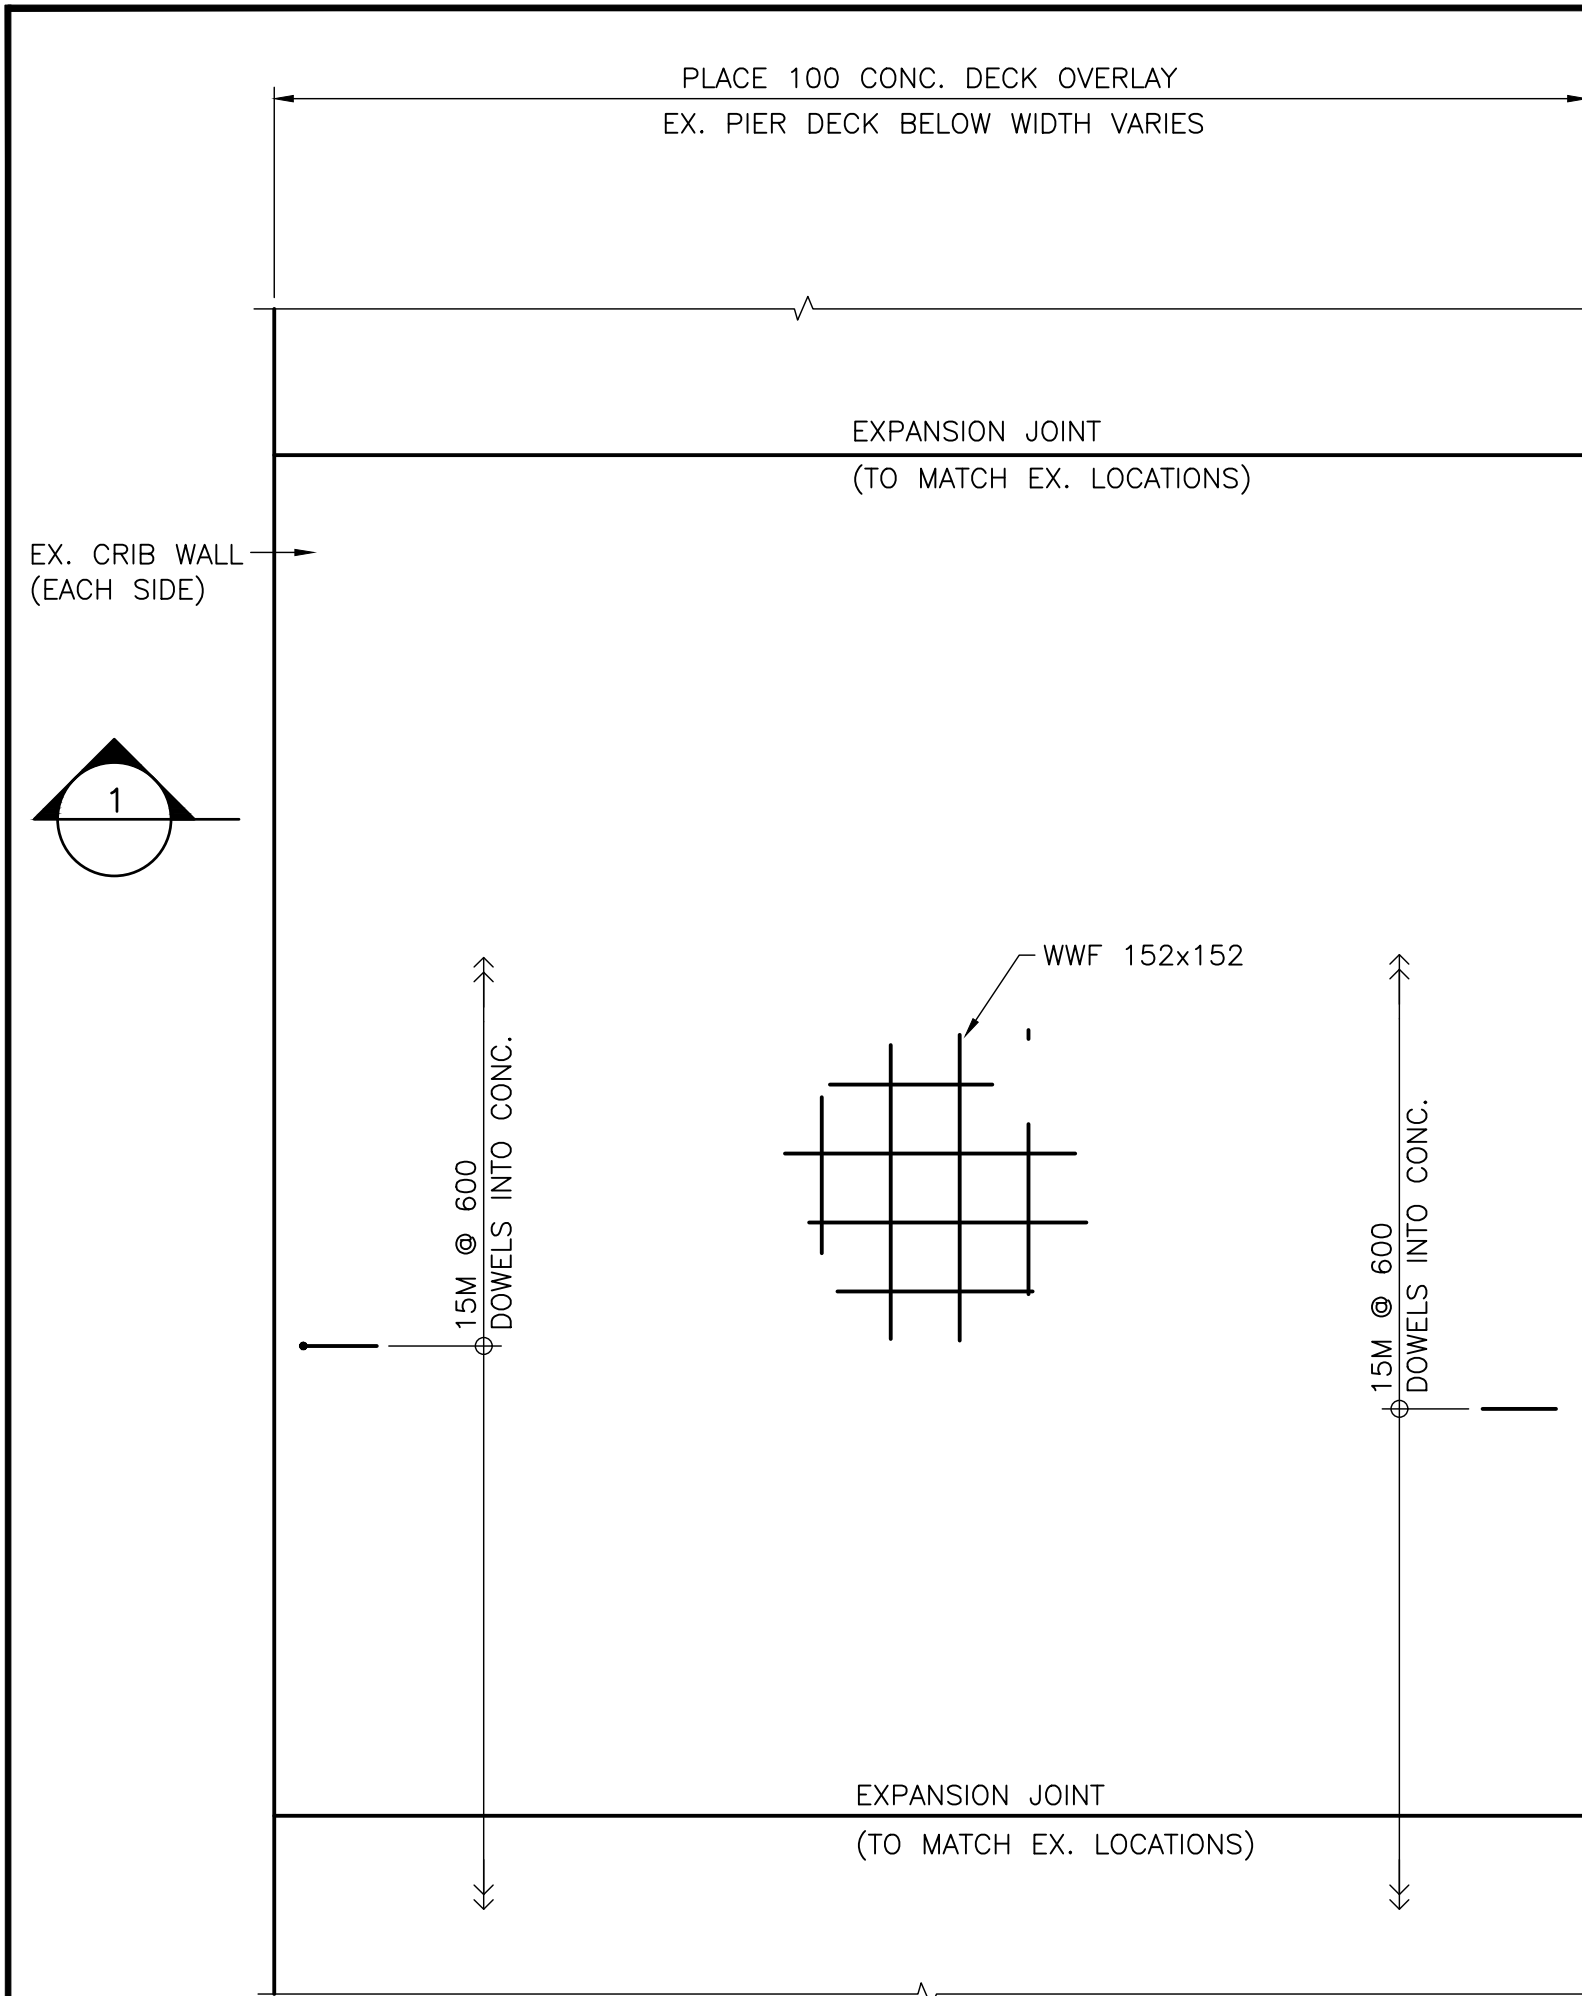 PLACE 100 CONC. DECK OVERLAY
EX. PIER DECK BELOW WIDTH VARIES
EXPANSION JOINT
(TO MATCH EX. LOCATIONS)
EX. CRIB WALL
(EACH SIDE)
1
WWF 152x152
15M @ 600
DOWELS INTO CONC.
15M @ 600
DOWELS INTO CONC.
EXPANSION JOINT
(TO MATCH EX. LOCATIONS)